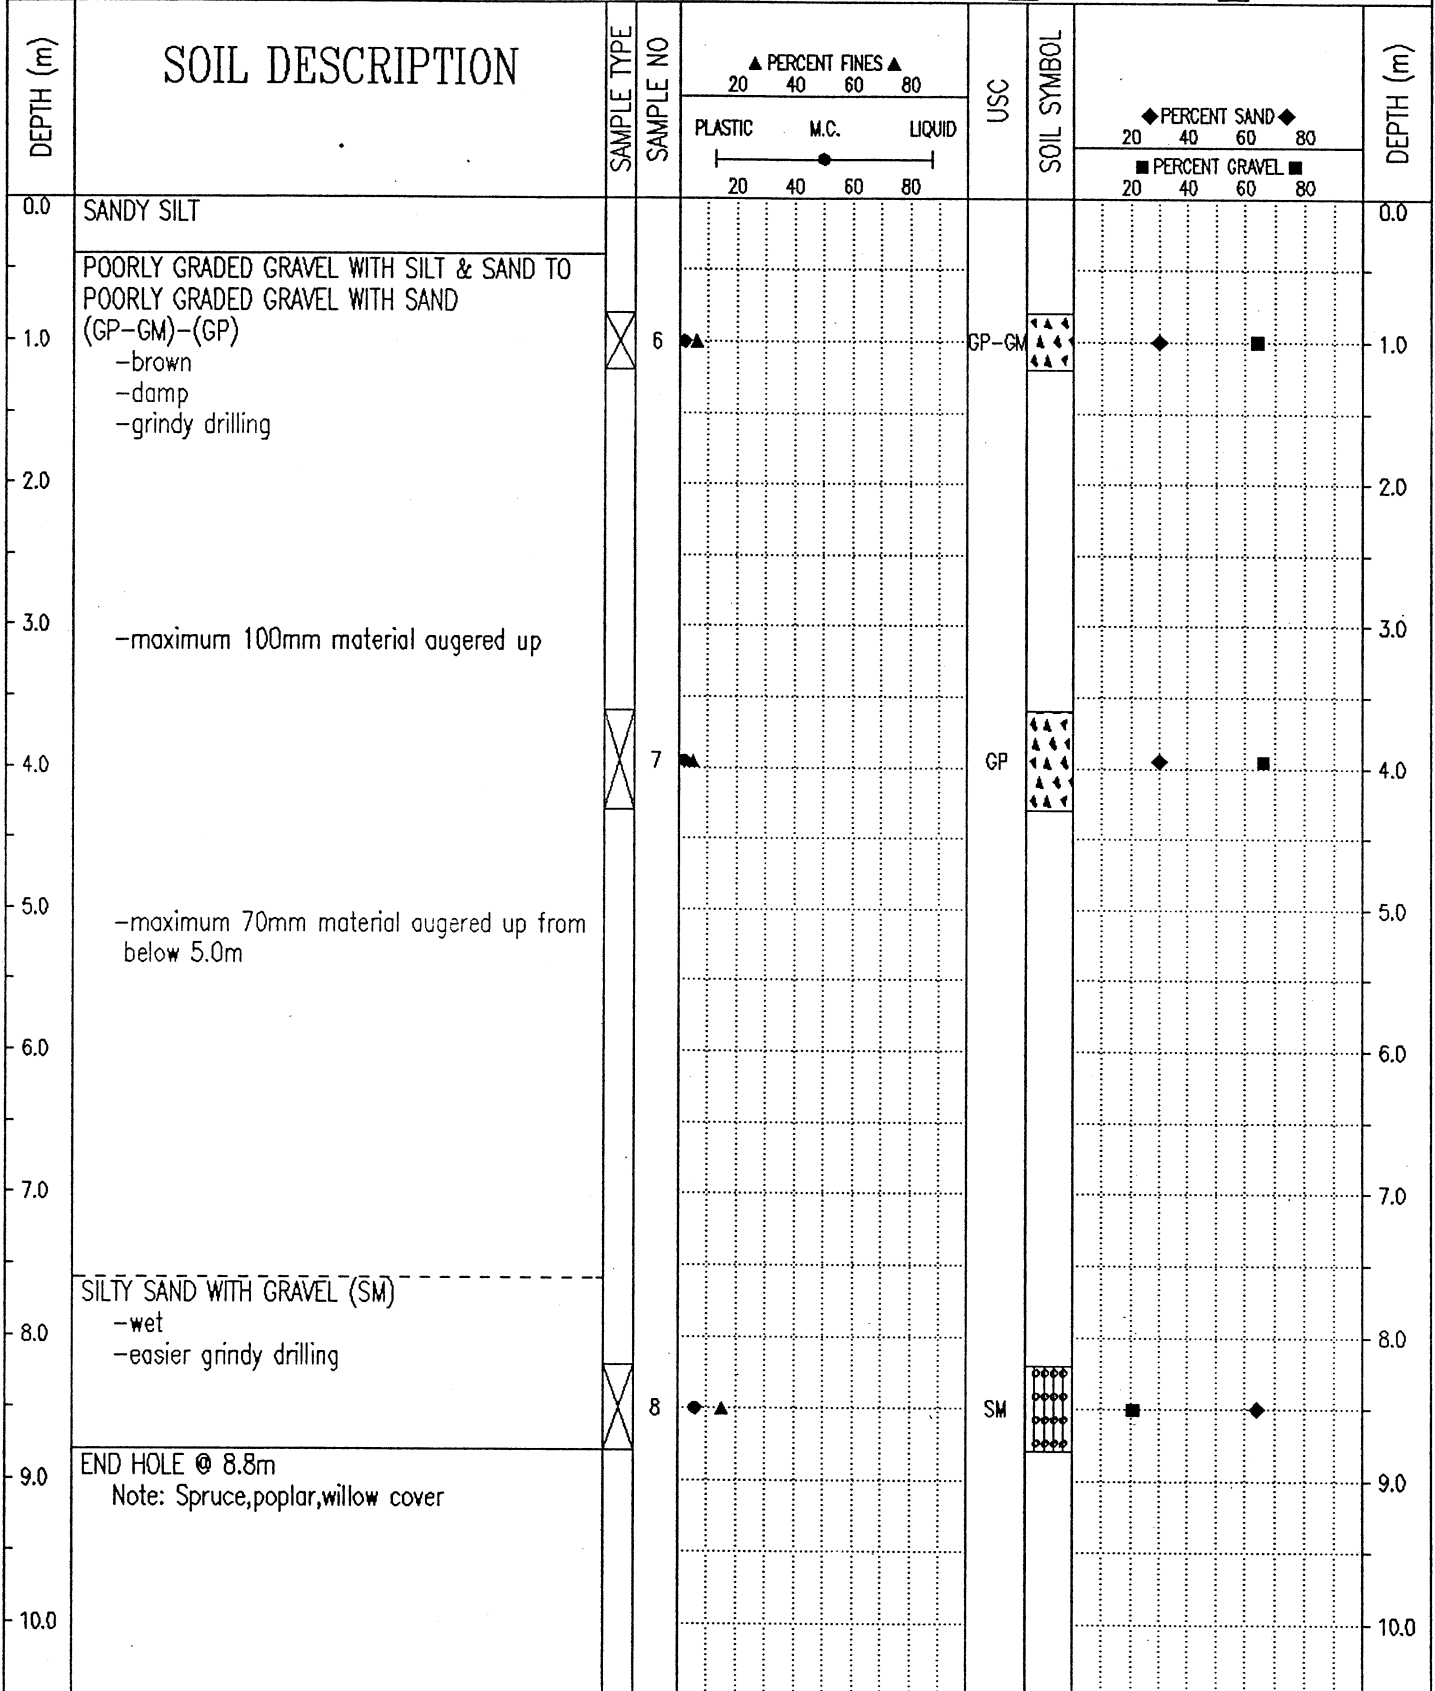 DEPTH (m)
SOIL DESCRIPTION
SAMPLE TYPE
SAMPLE NO
▲ PERCENT FINES ▲
20 40 60 80
PLASTIC M.C. LIQUID
20 40 60 80
USC
SOIL SYMBOL
◆PERCENT SAND◆
20 40 60 80
■ PERCENT GRAVEL ■
20 40 60 80
DEPTH (m)
0.0 SANDY SILT 0.0
POORLY GRADED GRAVEL WITH SILT & SAND TO
POORLY GRADED GRAVEL WITH SAND
1.0 (GP-GM)-(GP) 6 GP-GM 1.0
-brown
-damp
-grindy drilling
2.0 2.0
3.0 3.0
-maximum 100mm material augered up
4.0 7 GP 4.0
5.0 5.0
-maximum 70mm material augered up from
below 5.0m
6.0 6.0
7.0 7.0
SILTY SAND WITH GRAVEL (SM)
-wet
8.0 8.0
-easier grindy drilling
8 SM
END HOLE @ 8.8m
9.0 9.0
Note: Spruce,poplar,willow cover
10.0 10.0